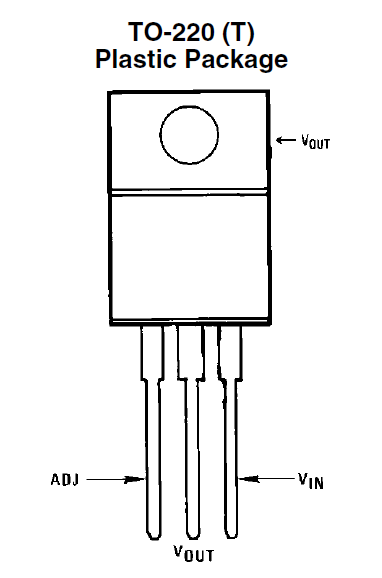 TO-220 (T)
Plastic Package
VOUT
ADJ
VIN
VOUT